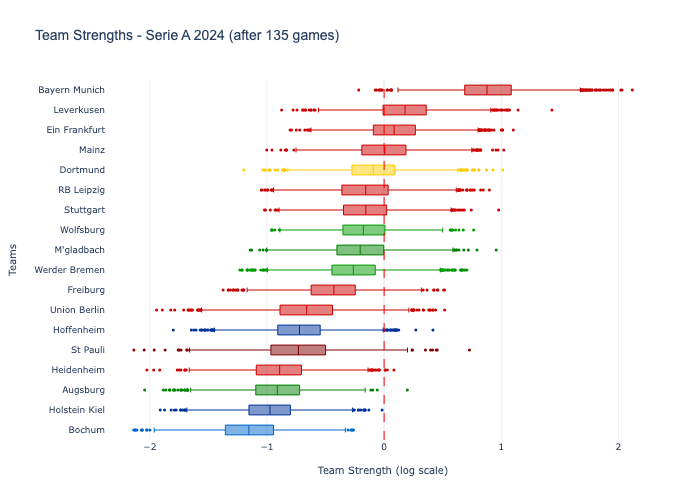 Team Strengths - Serie A 2024 (after 135 games)
Bayern Munich
Leverkusen
Ein Frankfurt
Mainz
Dortmund
RB Leipzig
Stuttgart
Wolfsburg
M'gladbach
Werder Bremen
Freiburg
Union Berlin
Hoffenheim
St Pauli
Heidenheim
Augsburg
Holstein Kiel
Bochum
Teams
−2 −1 0 1 2
Team Strength (log scale)